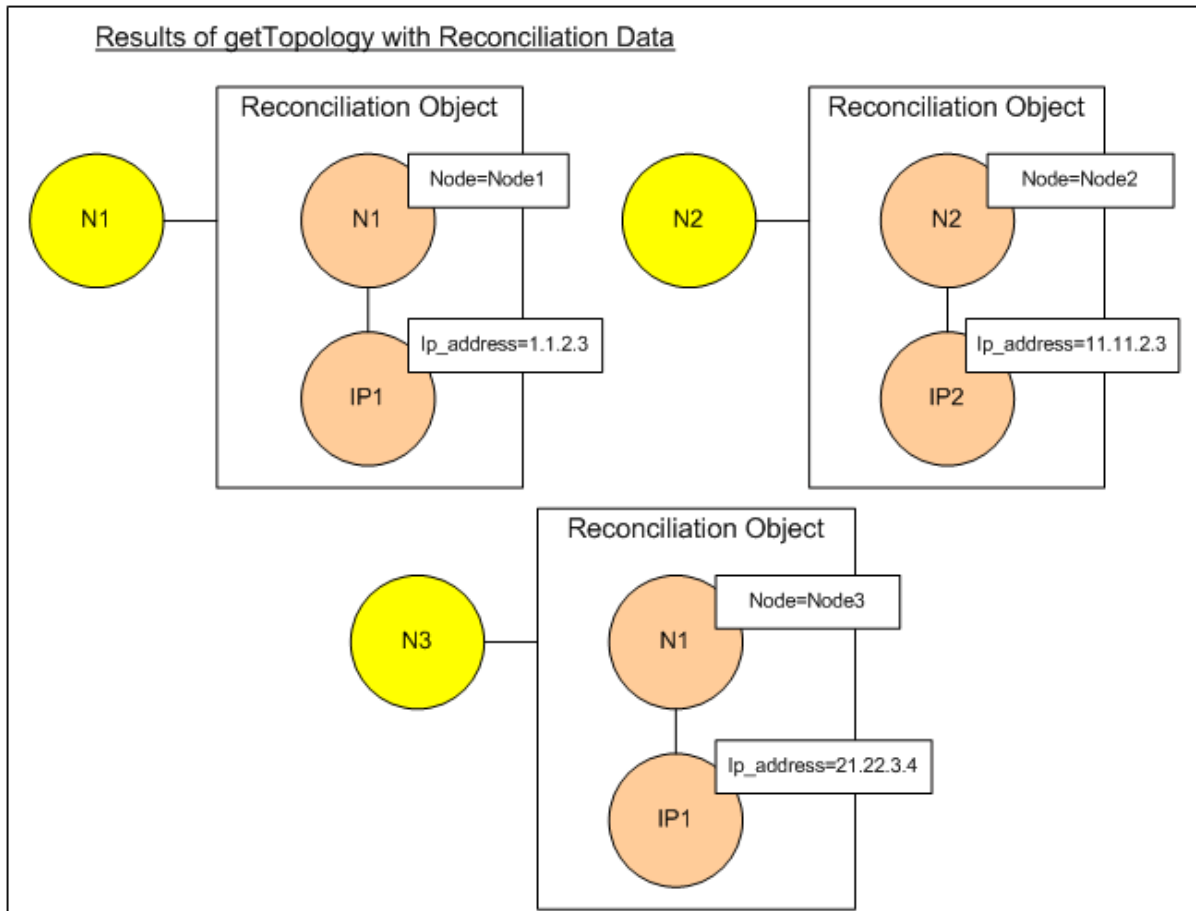 Results of getTopology with Reconciliation Data
Reconciliation Object
N1
N1
Node=Node1
Ip_address=1.1.2.3
IP1
Reconciliation Object
N2
N2
Node=Node2
Ip_address=11.11.2.3
IP2
Reconciliation Object
N3
N1
Node=Node3
Ip_address=21.22.3.4
IP1